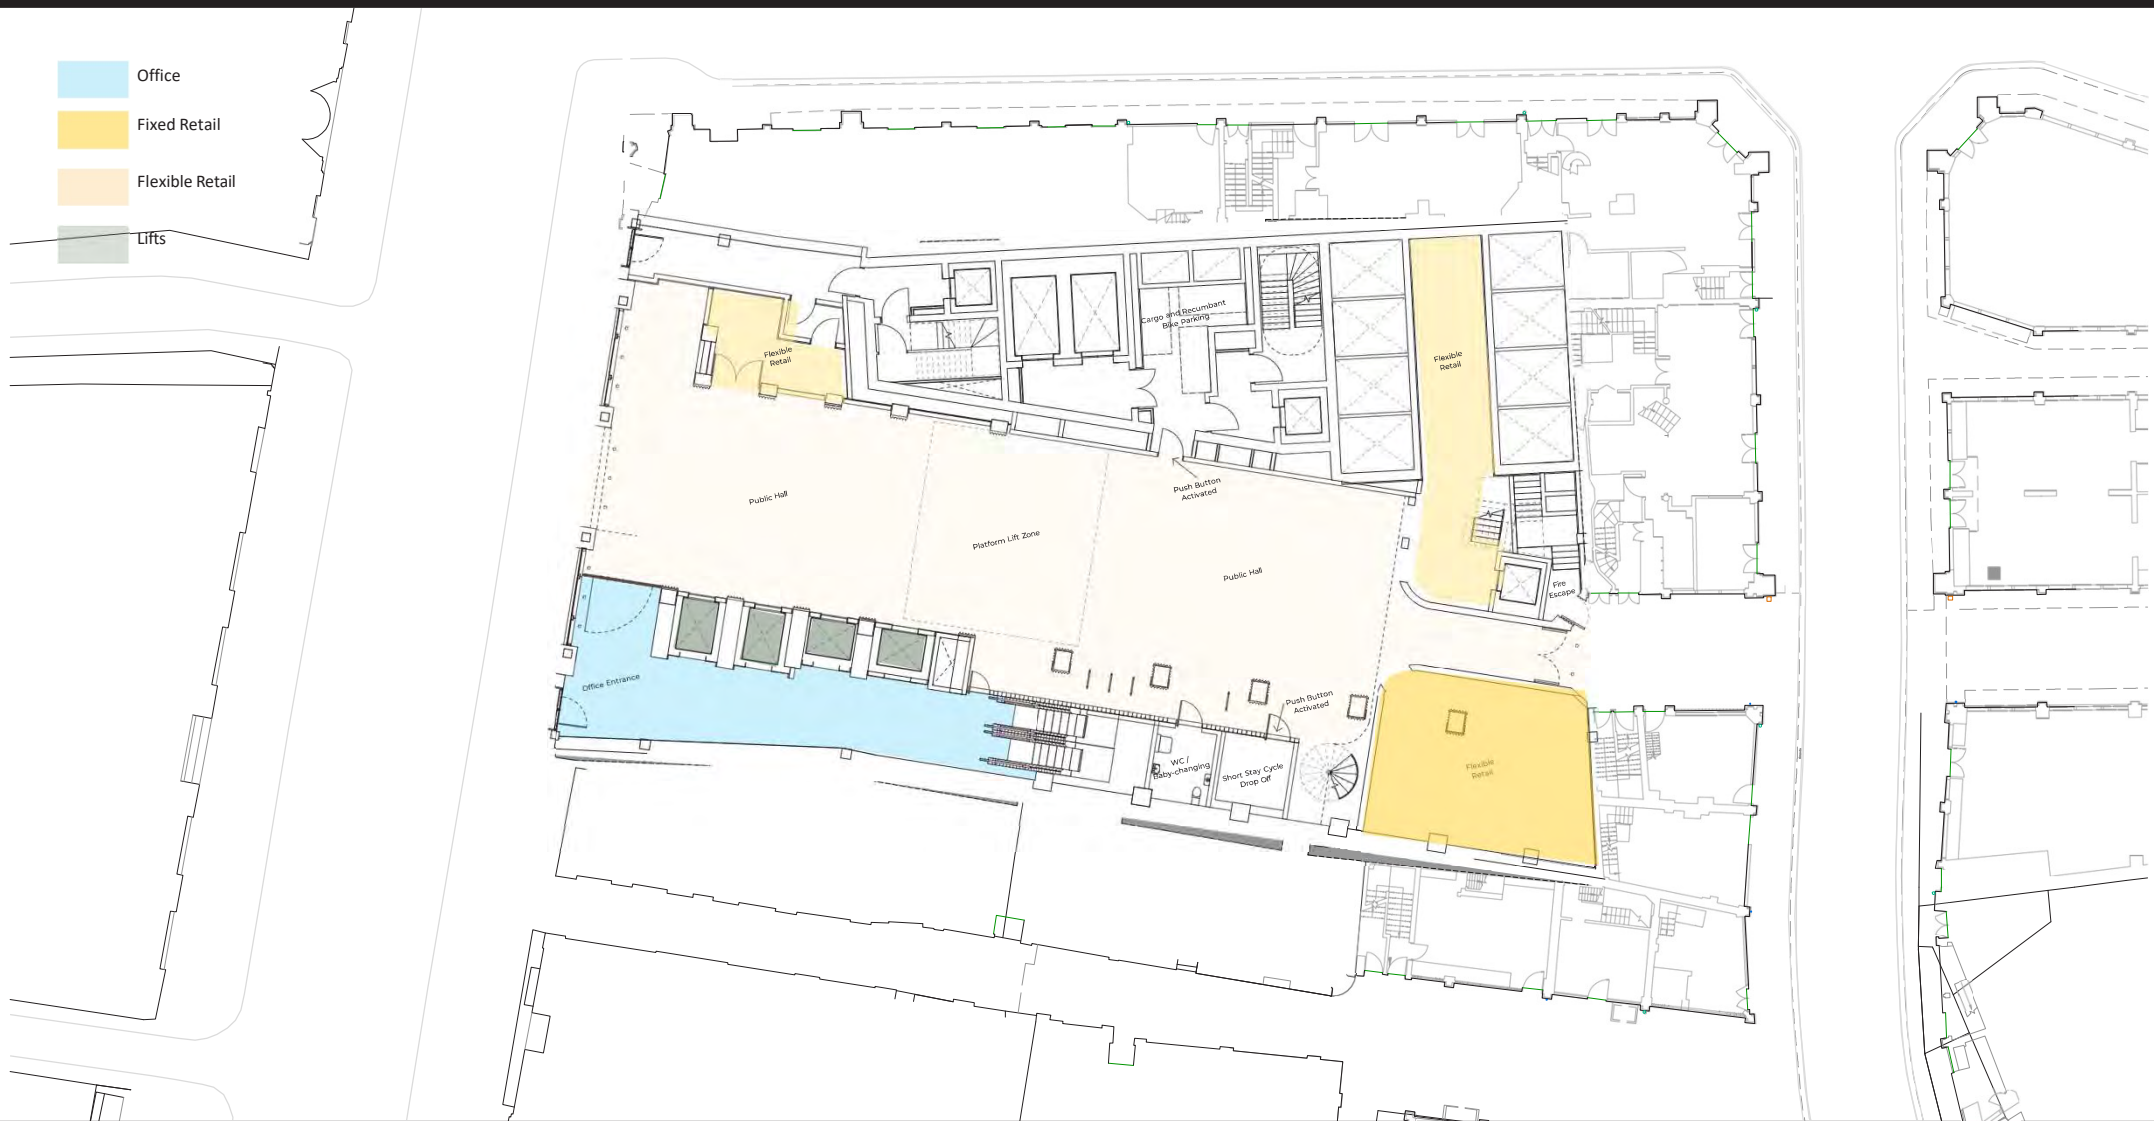 Office
Fixed Retail
Flexible Retail
Lifts
Cargo and Recumbant
Bike Parking
Flexible
Retail
Flexible
Retail
Public Hall
Push Button
Activated
Platform Lift Zone
Public Hall
Fire
Escape
Office Entrance
Push Button
Activated
WC /
Baby-changing
Short Stay Cycle
Drop Off
Flexible
Retail